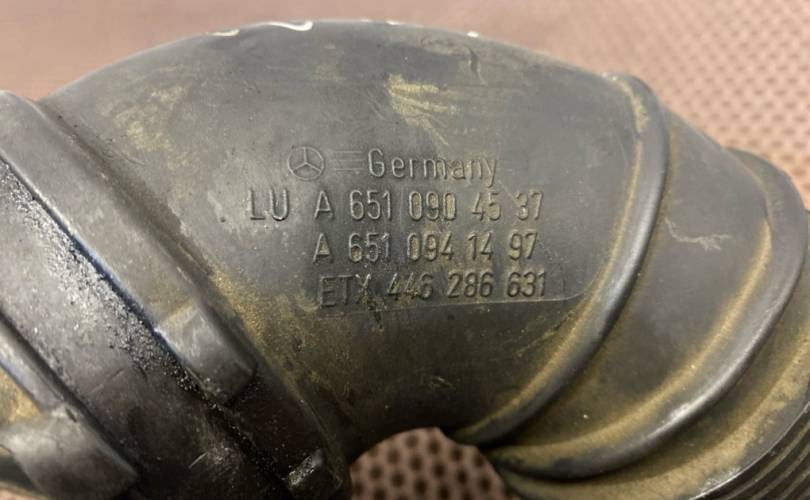 Germany
LU A 651 090 45 37
A 651 094 14 97
ETX 446 286 631